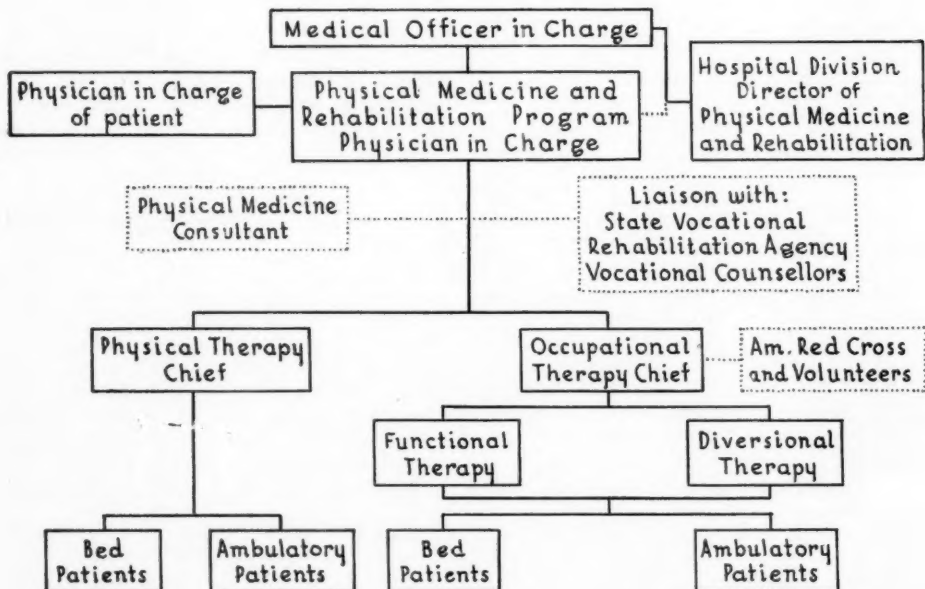 Medical Officer in Charge
Physician in Charge
of patient
Physical Medicine and
Rehabilitation Program
Physician in Charge
Hospital Division
Director of
Physical Medicine
and Rehabilitation
Physical Medicine
Consultant
Liaison with:
State Vocational
Rehabilitation Agency
Vocational Counsellors
Physical Therapy
Chief
Occupational
Therapy Chief
Am. Red Cross
and Volunteers
Functional
Therapy
Diversional
Therapy
Bed
Patients
Ambulatory
Patients
Bed
Patients
Ambulatory
Patients